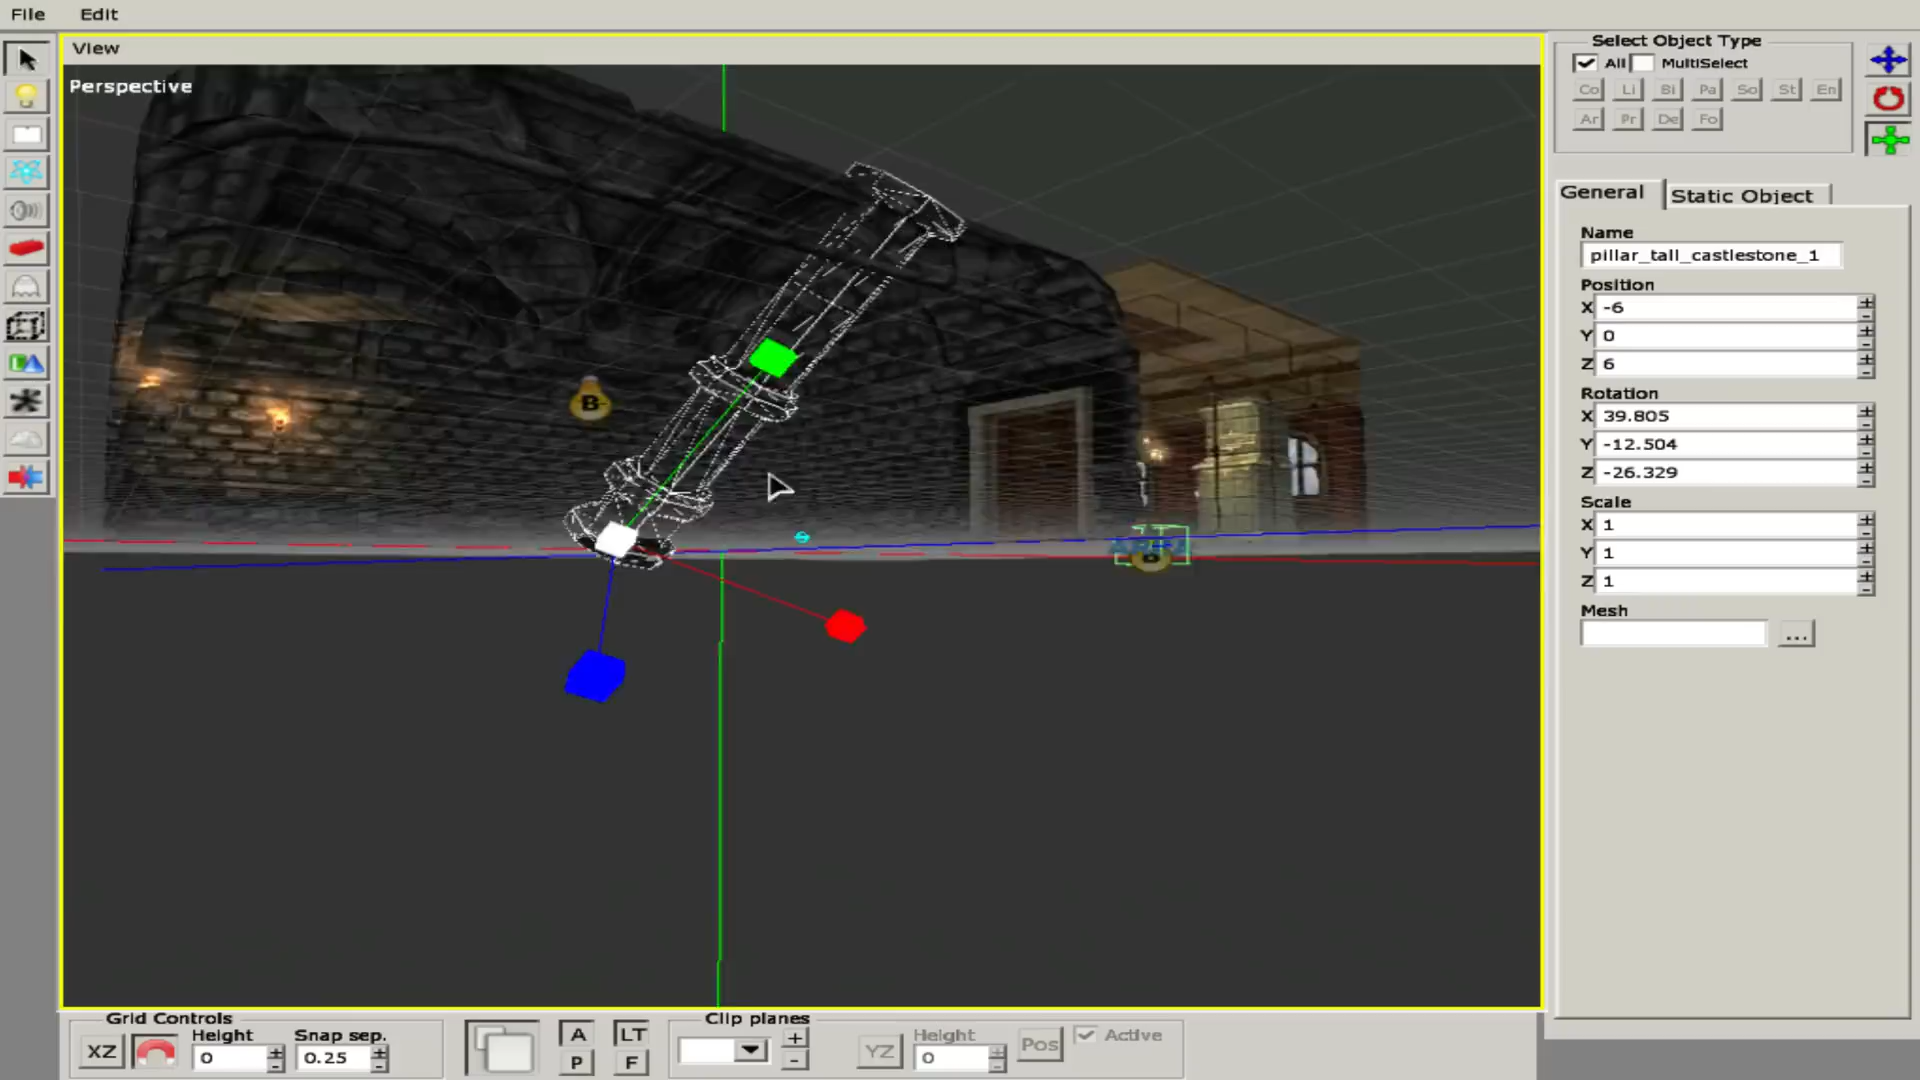 File Edit
View
Perspective
B
B
Select Object Type
All MultiSelect
Co Li Bi Pa So St En
Ar Pr De Fo
General Static Object
Name
pillar_tall_castlestone_1
Position
X -6
Y 0
Z 6
Rotation
X 39.805
Y -12.504
Z -26.329
Scale
X 1
Y 1
Z 1
Mesh
...
Grid Controls
XZ Height 0 Snap sep. 0.25
A LT
P F
Clip planes
+
-
YZ Height 0 Pos Active